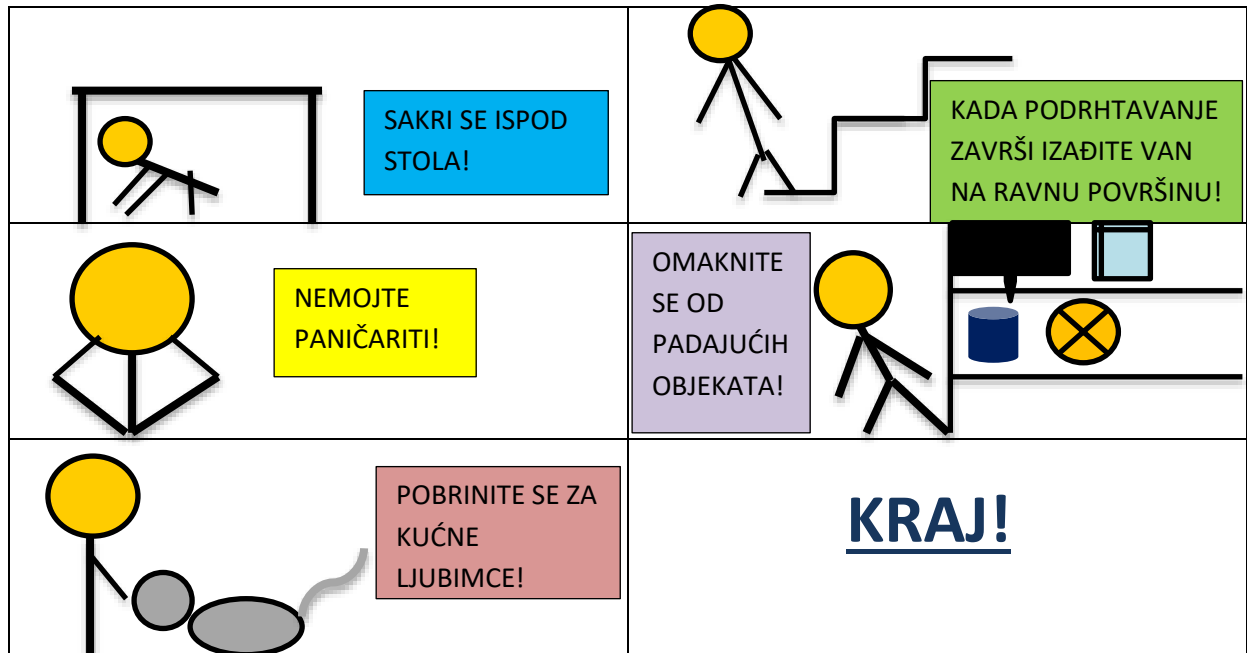 SAKRI SE ISPOD
STOLA!
KADA PODRHTAVANJE
ZAVRŠI IZAĐITE VAN
NA RAVNU POVRŠINU!
NEMOJTE
PANIČARITI!
OMAKNITE
SE OD
PADAJUĆIH
OBJEKATA!
POBRINITE SE ZA
KUĆNE
LJUBIMCE!
KRAJ!